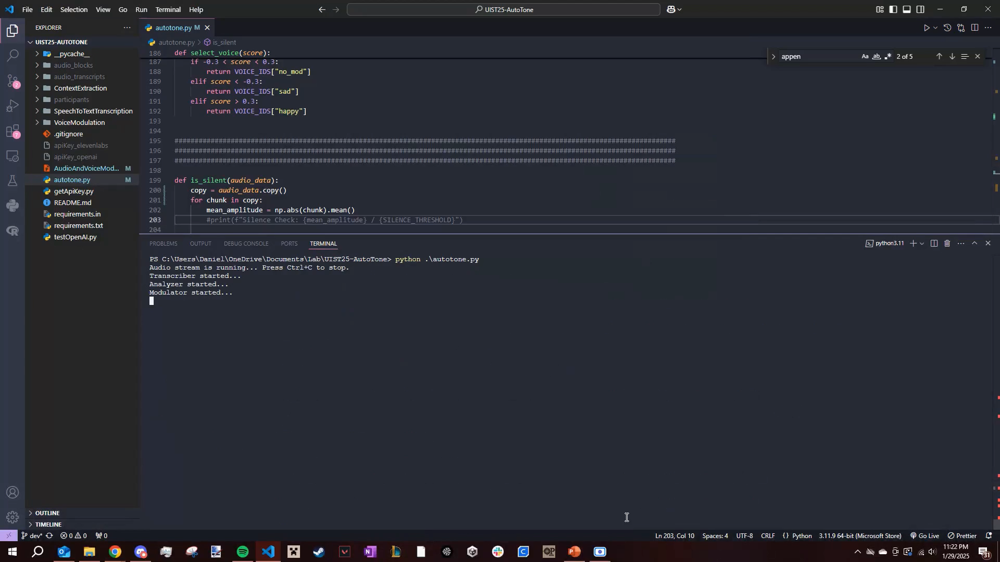 File Edit Selection View Go Run Terminal Help
UIST25-AutoTone
EXPLORER
autotone.py M
UIST25-AUTOTONE
autotone.py > is_silent
__pycache__
audio_blocks
audio_transcripts
ContextExtraction
participants
SpeechToTextTranscription
VoiceModulation
.gitignore
apiKey_elevenlabs
apiKey_openai
AudioAndVoiceMod... M
autotone.py M
getApiKey.py
README.md
requirements.in
requirements.txt
testOpenAI.py
OUTLINE
TIMELINE
appen Aa ab 2 of 5
186 def select_voice(score):
187 if -0.3 < score < 0.3:
188 return VOICE_IDS["no_mod"]
189 elif score < -0.3:
190 return VOICE_IDS["sad"]
191 elif score > 0.3:
192 return VOICE_IDS["happy"]
193
194
195 #############################################################################################################################
196 #############################################################################################################################
197 #############################################################################################################################
198
199 def is_silent(audio_data):
200 copy = audio_data.copy()
201 for chunk in copy:
202 mean_amplitude = np.abs(chunk).mean()
203 #print(f"Silence Check: {mean_amplitude} / {SILENCE_THRESHOLD}")
204
PROBLEMS OUTPUT DEBUG CONSOLE PORTS TERMINAL
python3.11
PS C:\Users\Daniel\OneDrive\Documents\Lab\UIST25-AutoTone> python .\autotone.py
Audio stream is running... Press Ctrl+C to stop.
Transcriber started...
Analyzer started...
Modulator started...
dev* 0 0 0
Ln 203, Col 10 Spaces: 4 UTF-8 CRLF {} Python 3.11.9 64-bit (Microsoft Store) Go Live Prettier
11:22 PM
1/29/2025
31